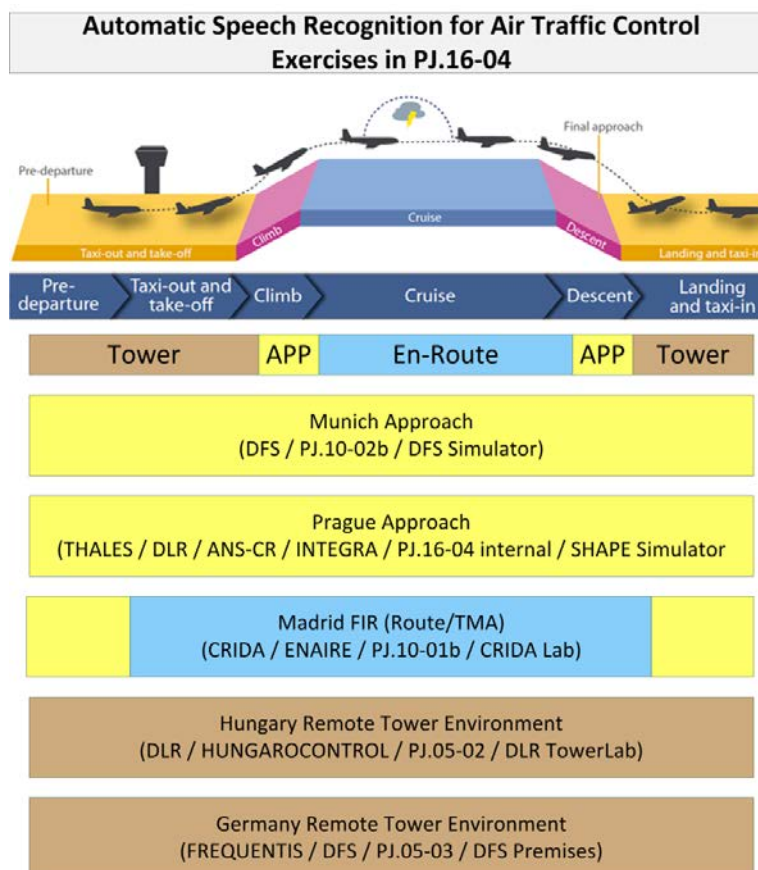 Automatic Speech Recognition for Air Traffic Control
Exercises in PJ.16-04
Final approach
Pre-departure
Cruise
Climb
Descent
Taxi-out and take-off
Landing and taxi-in
Pre-
departure
Taxi-out and
take-off
Climb
Cruise
Descent
Landing
and taxi-in
Tower
APP
En-Route
APP
Tower
Munich Approach
(DFS / PJ.10-02b / DFS Simulator)
Prague Approach
(THALES / DLR / ANS-CR / INTEGRA / PJ.16-04 internal / SHAPE Simulator
Madrid FIR (Route/TMA)
(CRIDA / ENAIRE / PJ.10-01b / CRIDA Lab)
Hungary Remote Tower Environment
(DLR / HUNGAROCONTROL / PJ.05-02 / DLR TowerLab)
Germany Remote Tower Environment
(FREQUENTIS / DFS / PJ.05-03 / DFS Premises)